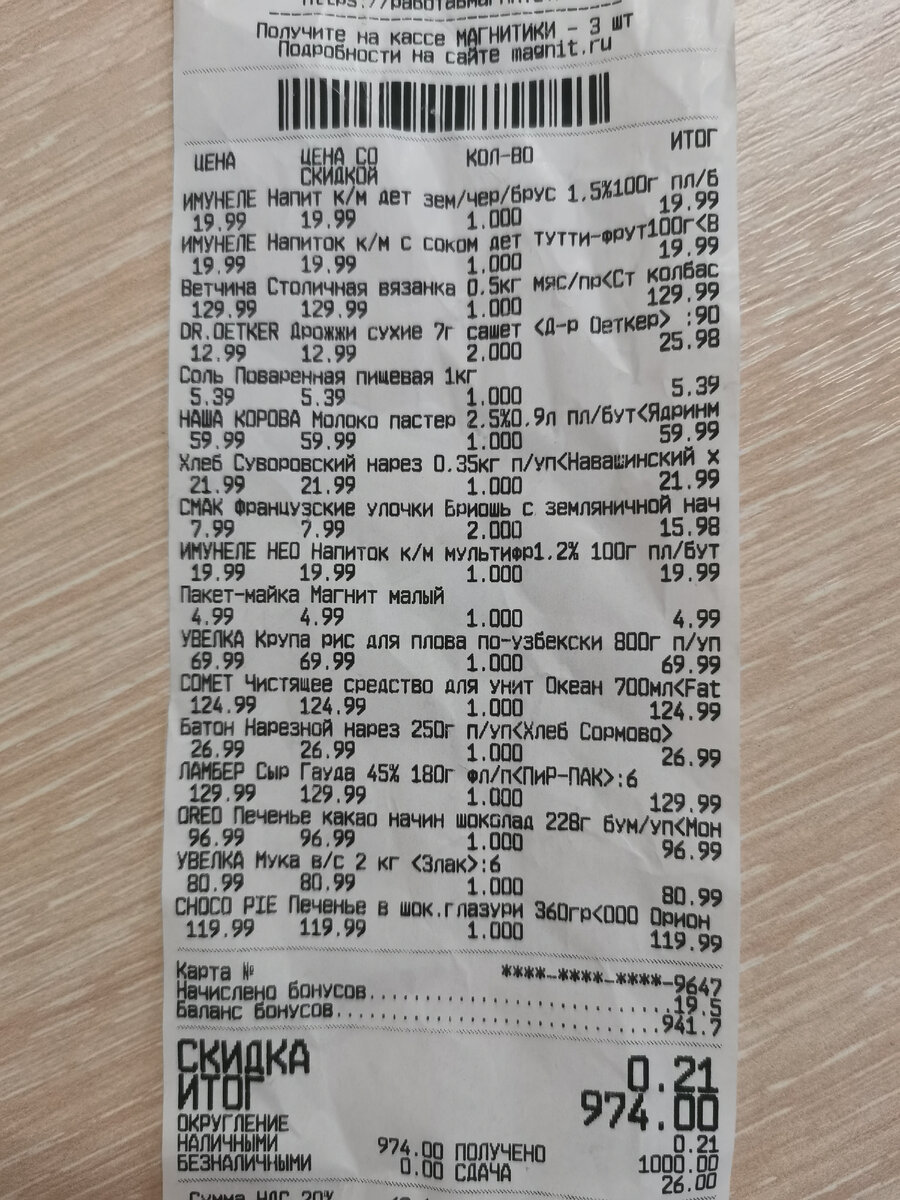 Получите на кассе МАГНИТИКИ - 3 шт
Подробности на сайте magnit.ru
ЦЕНА ЦЕНА СО СКИДКОЙ КОЛ-ВО ИТОГ
ИМУНЕЛЕ Напит к/м дет зем/чер/брус 1.5%100г пл/б
19.99 19.99 1.000 19.99
ИМУНЕЛЕ Напиток к/м с соком дет тутти-фрут100г<В
19.99 19.99 1.000 19.99
Ветчина Столичная вязанка 0.5кг мяс/пр<Ст колбас
129.99 129.99 1.000 129.99
DR.OETKER Дрожжи сухие 7г сашет <Д-р Оеткер> :90
12.99 12.99 2.000 25.98
Соль Поваренная пищевая 1кг
5.39 5.39 1.000 5.39
НАША КОРОВА Молоко пастер 2.5%0.9л пл/бут<Ядринм
59.99 59.99 1.000 59.99
Хлеб Суворовский нарез 0.35кг п/уп<Навашинский х
21.99 21.99 1.000 21.99
СМАК Французские улочки Бриошь с земляничной нач
7.99 7.99 2.000 15.98
ИМУНЕЛЕ НЕО Напиток к/м мультифр1.2% 100г пл/бут
19.99 19.99 1.000 19.99
Пакет-майка Магнит малый
4.99 4.99 1.000 4.99
УВЕЛКА Крупа рис для плова по-узбекски 800г п/уп
69.99 69.99 1.000 69.99
COMET Чистящее средство для унит Океан 700мл<Fat
124.99 124.99 1.000 124.99
Батон Нарезной нарез 250г п/уп<Хлеб Сормово>
26.99 26.99 1.000 26.99
ЛАМБЕР Сыр Гауда 45% 180г фл/п<ПиР-ПАК>:6
129.99 129.99 1.000 129.99
OREO Печенье какао начин шоколад 228г бум/уп<Мон
96.99 96.99 1.000 96.99
УВЕЛКА Мука в/с 2 кг <Злак>:6
80.99 80.99 1.000 80.99
CHOCO PIE Печенье в шок.глазури 360гр<ООО Орион
119.99 119.99 1.000 119.99
Карта № ****-****-****-9647
Начислено бонусов..............................19.5
Баланс бонусов................................941.7
СКИДКА 0.21
ИТОГ 974.00
ОКРУГЛЕНИЕ 0.21
НАЛИЧНЫМИ 974.00 ПОЛУЧЕНО 1000.00
БЕЗНАЛИЧНЫМИ 0.00 СДАЧА 26.00
Сумма НДС 20%